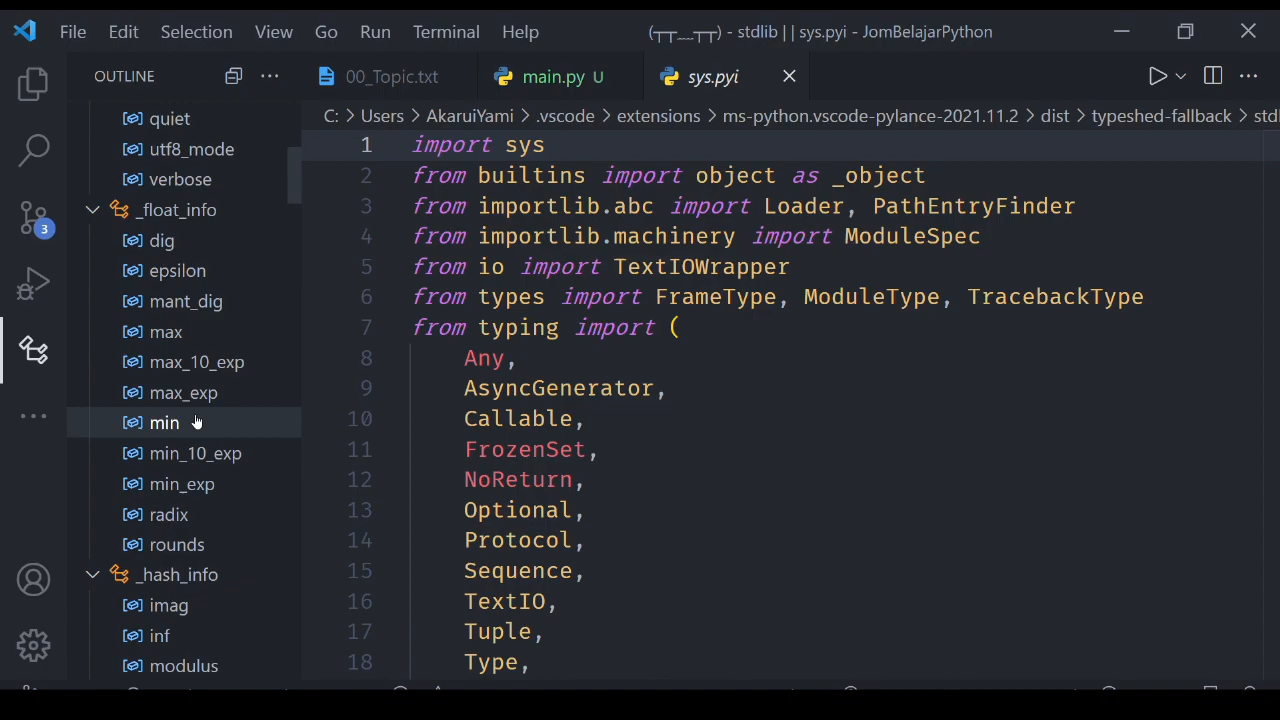 File Edit Selection View Go Run Terminal Help (┬┬﹏┬┬) - stdlib | | sys.pyi - JomBelajarPython
OUTLINE
00_Topic.txt main.py U sys.pyi
C: > Users > AkaruiYami > .vscode > extensions > ms-python.vscode-pylance-2021.11.2 > dist > typeshed-fallback > stdl
quiet
utf8_mode
verbose
_float_info
dig
epsilon
mant_dig
max
max_10_exp
max_exp
min
min_10_exp
min_exp
radix
rounds
_hash_info
imag
inf
modulus
3
1 import sys
2 from builtins import object as _object
3 from importlib.abc import Loader, PathEntryFinder
4 from importlib.machinery import ModuleSpec
5 from io import TextIOWrapper
6 from types import FrameType, ModuleType, TracebackType
7 from typing import (
8 Any,
9 AsyncGenerator,
10 Callable,
11 FrozenSet,
12 NoReturn,
13 Optional,
14 Protocol,
15 Sequence,
16 TextIO,
17 Tuple,
18 Type,